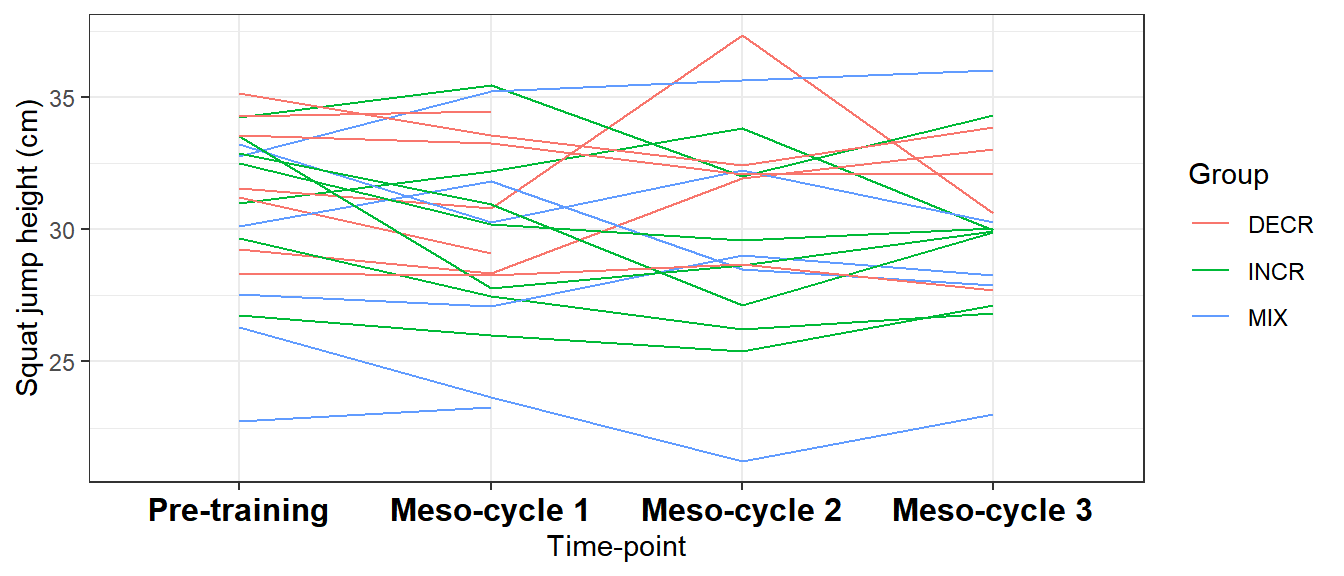 Squat jump height (cm)
35
30
25
Pre-training Meso-cycle 1 Meso-cycle 2 Meso-cycle 3
Time-point
Group
DECR
INCR
MIX